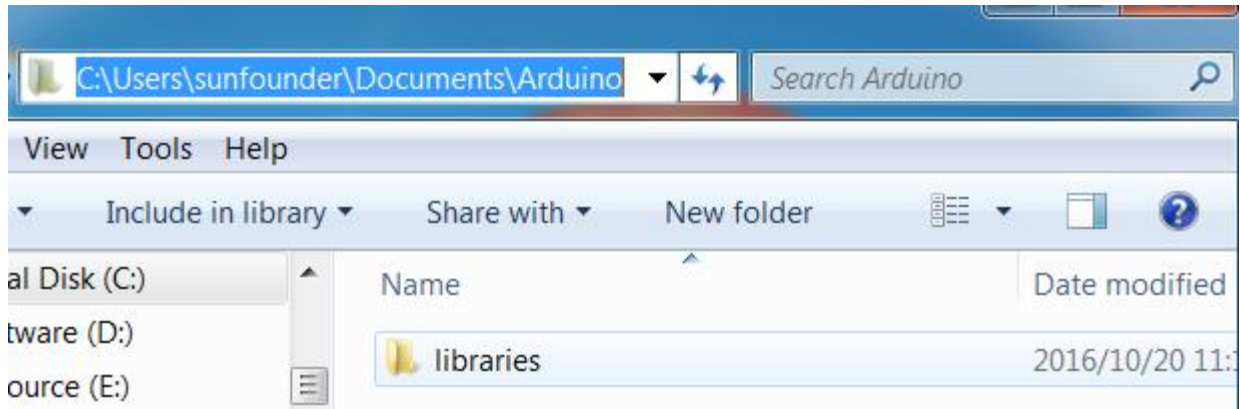 C:\Users\sunfounder\Documents\Arduino Search Arduino
View Tools Help
Include in library Share with New folder
al Disk (C:) Name Date modified
tware (D:)
libraries 2016/10/20 11:
ource (E:)